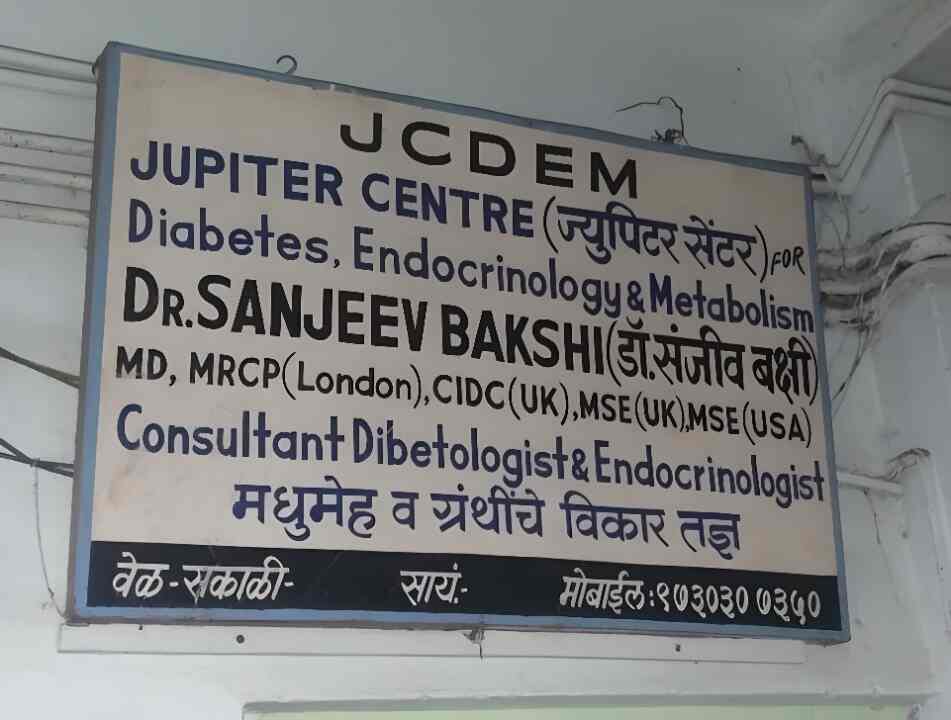 JCDEM
JUPITER CENTRE (ज्युपिटर सेंटर) FOR
Diabetes, Endocrinology & Metabolism
DR. SANJEEV BAKSHI (डॉ. संजीव बक्षी)
MD, MRCP (London), CIDC (UK), MSE (UK), MSE (USA)
Consultant Dibetologist & Endocrinologist
मधुमेह व ग्रंथींचे विकार तज्ञ
वेळ - सकाळी- सायं:- मोबाईल : ९७३०३० ७३५०